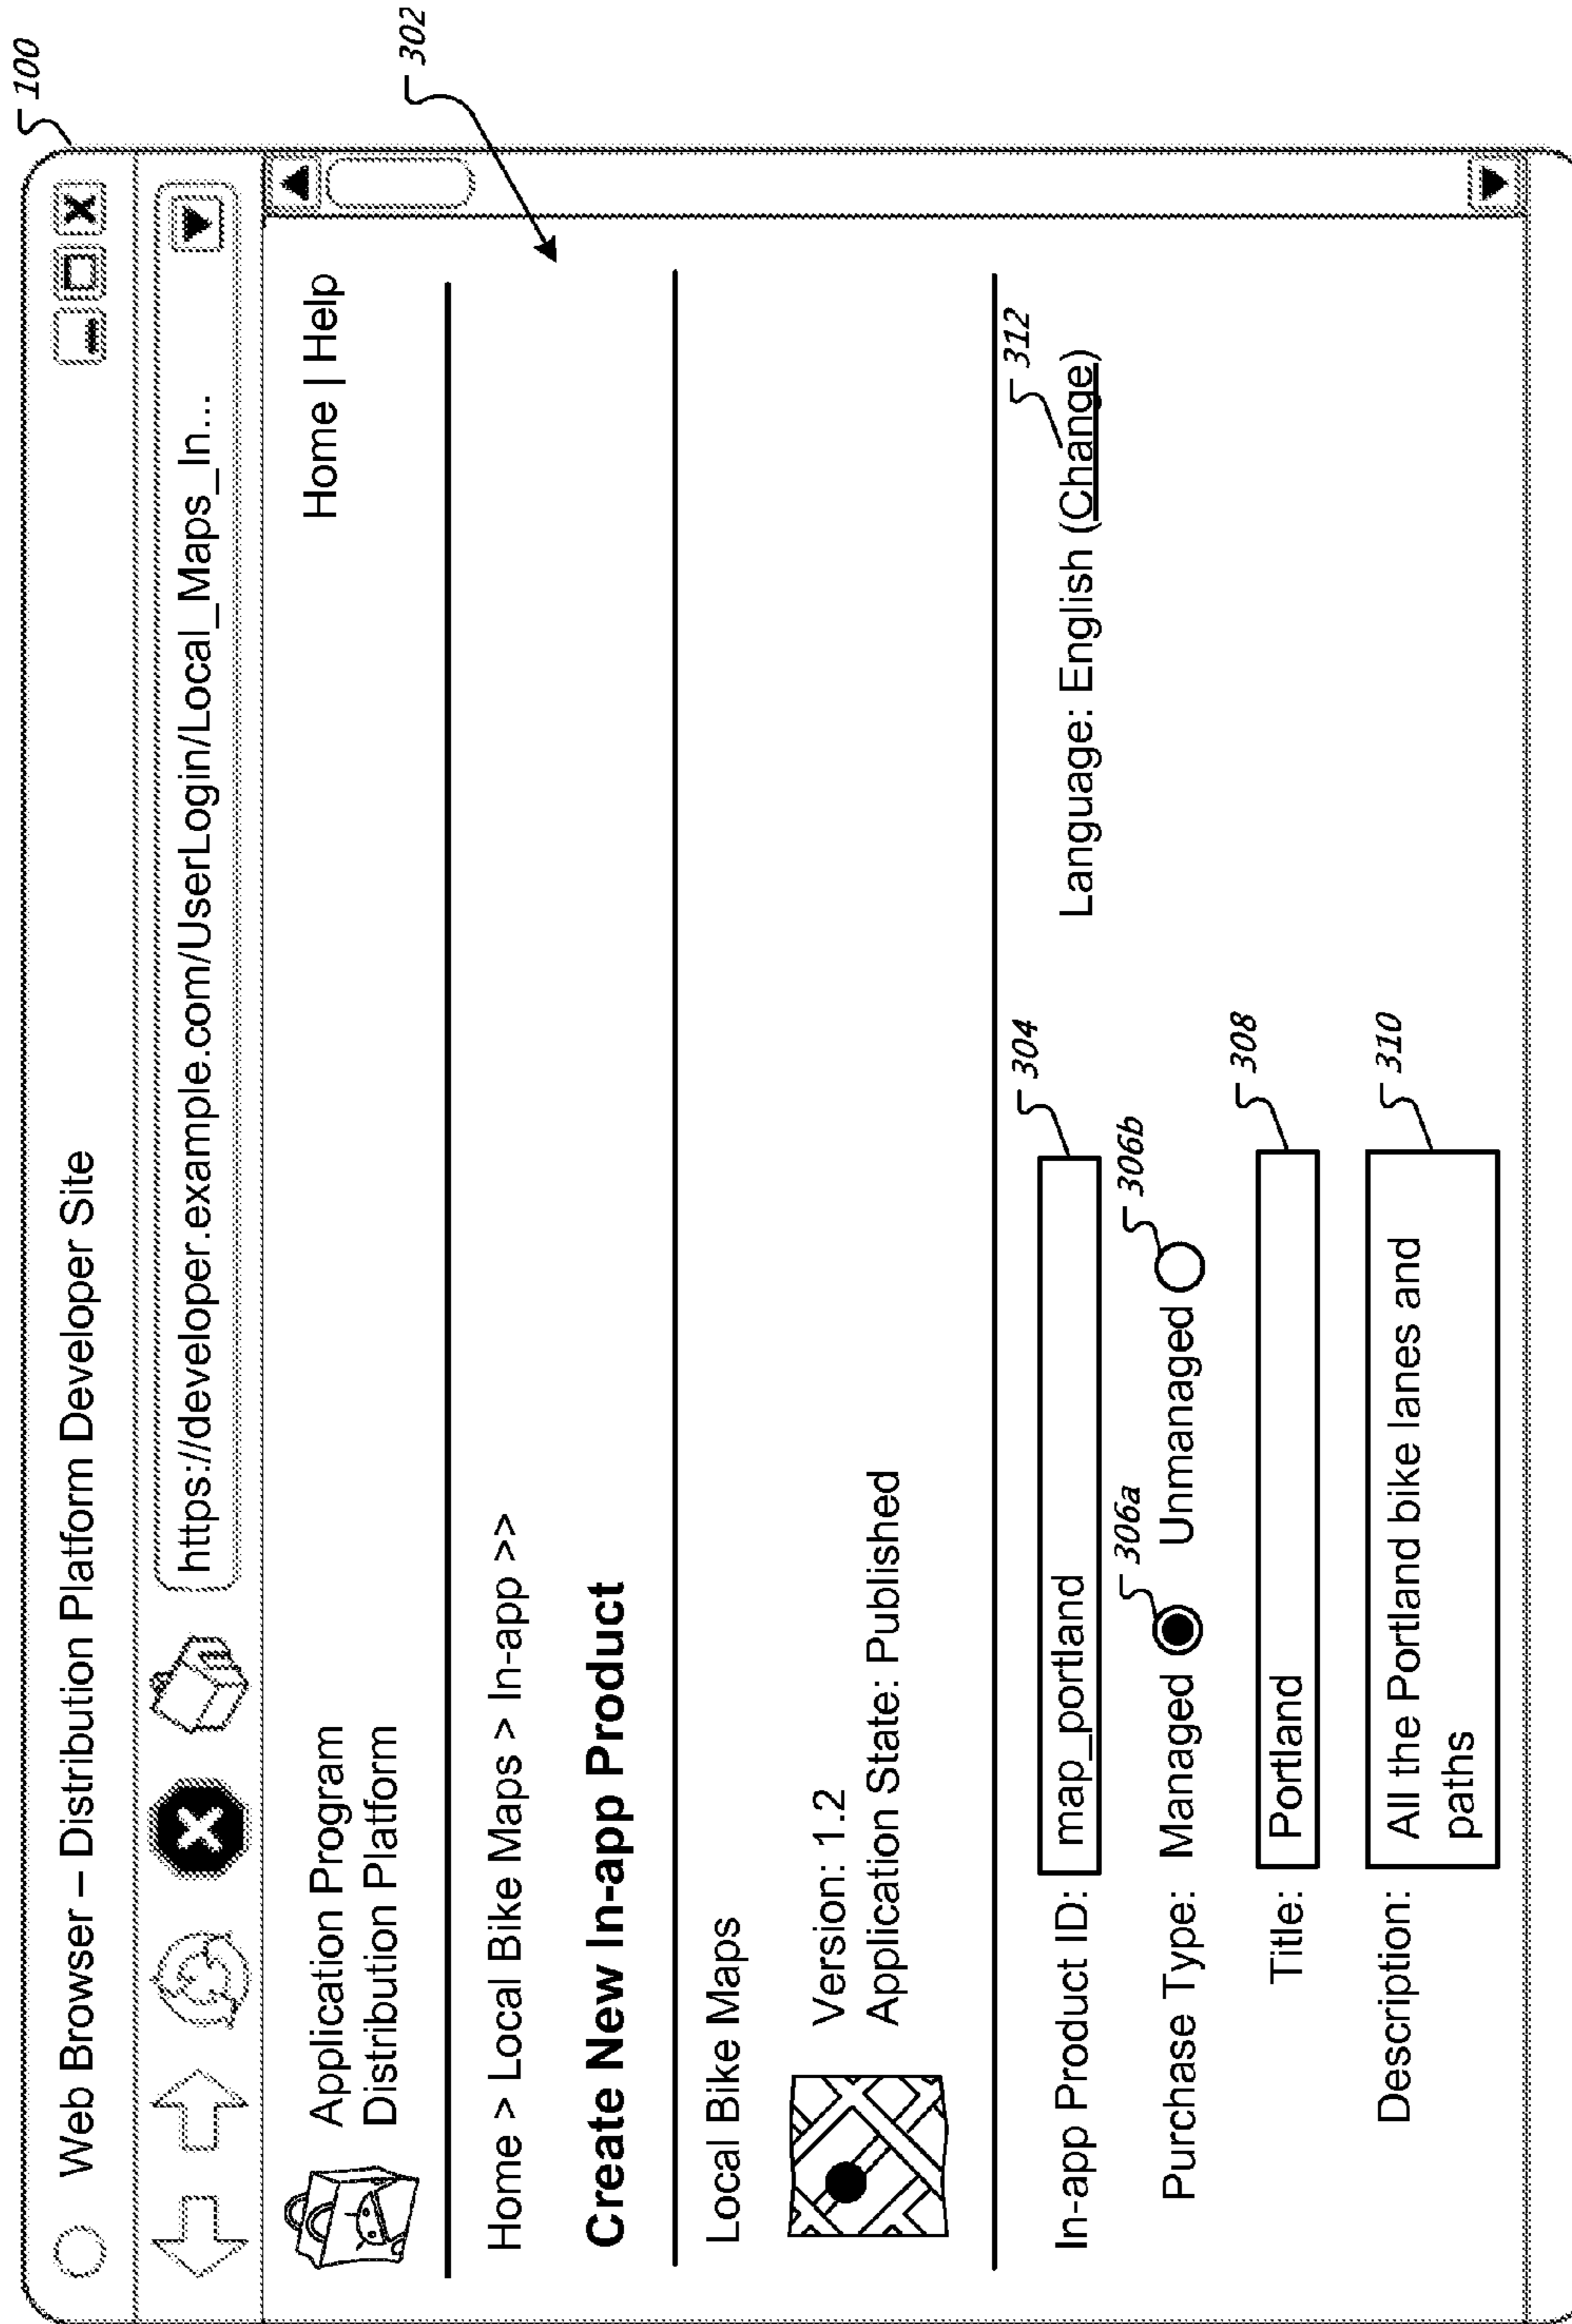 100
Web Browser – Distribution Platform Developer Site
https://developer.example.com/UserLogin/Local_Maps_In...
Application Program
Distribution Platform
Home | Help
302
Home > Local Bike Maps > In-app >>
Create New In-app Product
Local Bike Maps
Version: 1.2
Application State: Published
In-app Product ID: map_portland 304
Language: English (Change) 312
Purchase Type: Managed 306a Unmanaged 306b
Title: Portland 308
Description: All the Portland bike lanes and 310
paths